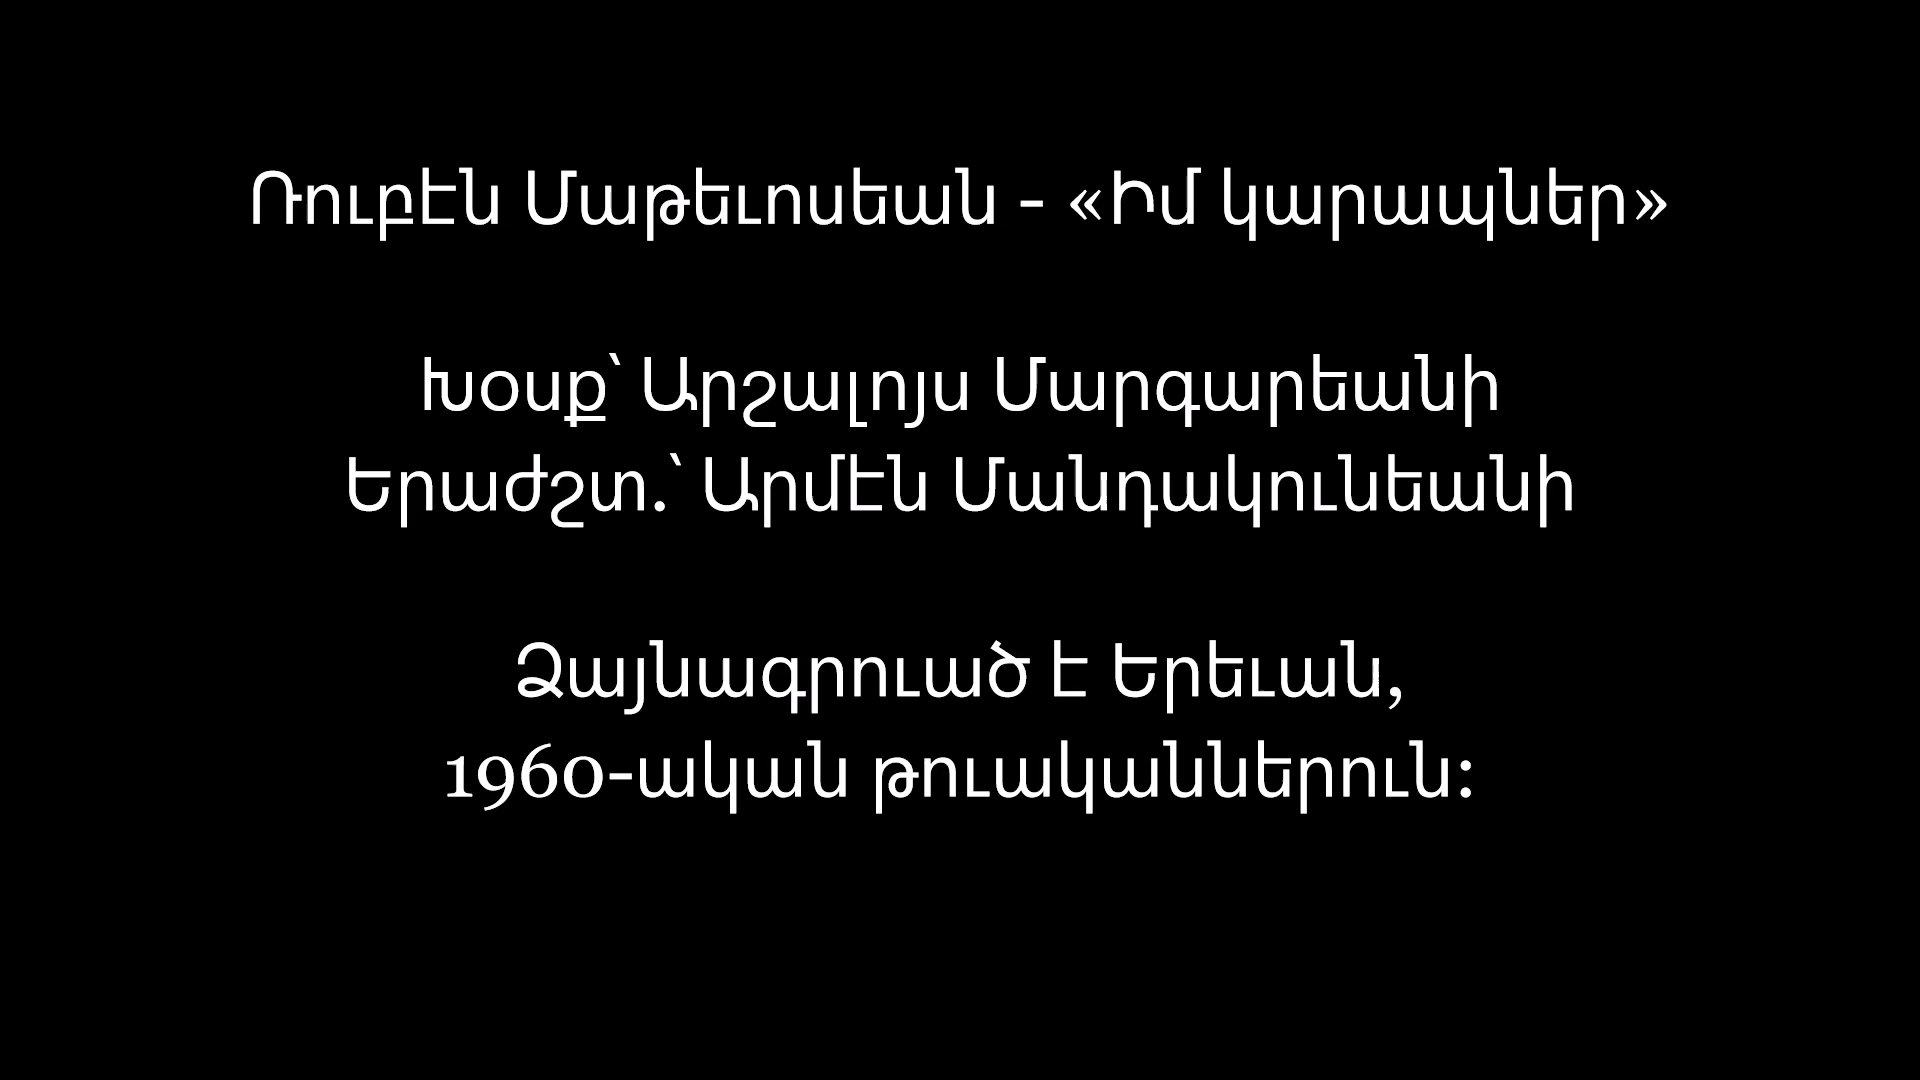 Ռուբէն Մաթեւոսեան - «Իմ կարապներ»
Խօսք՝ Արշալոյս Մարգարեանի
Երաժշտ.՝ Արմէն Մանդակունեանի
Ձայնագրուած է Երեւան,
1960-ական թուականներուն: